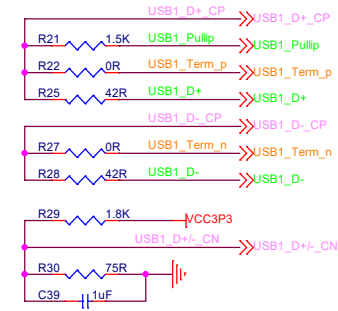 USB1_D+_CP USB1_D+_CP
R21 1.5K USB1_Pullip USB1_Pullip
R22 0R USB1_Term_p USB1_Term_p
R25 42R USB1_D+ USB1_D+
USB1_D-_CP USB1_D-_CP
R27 0R USB1_Term_n USB1_Term_n
R28 42R USB1_D- USB1_D-
R29 1.8K VCC3P3
USB1_D+/-_CN USB1_D+/-_CN
R30 75R
C39 1uF